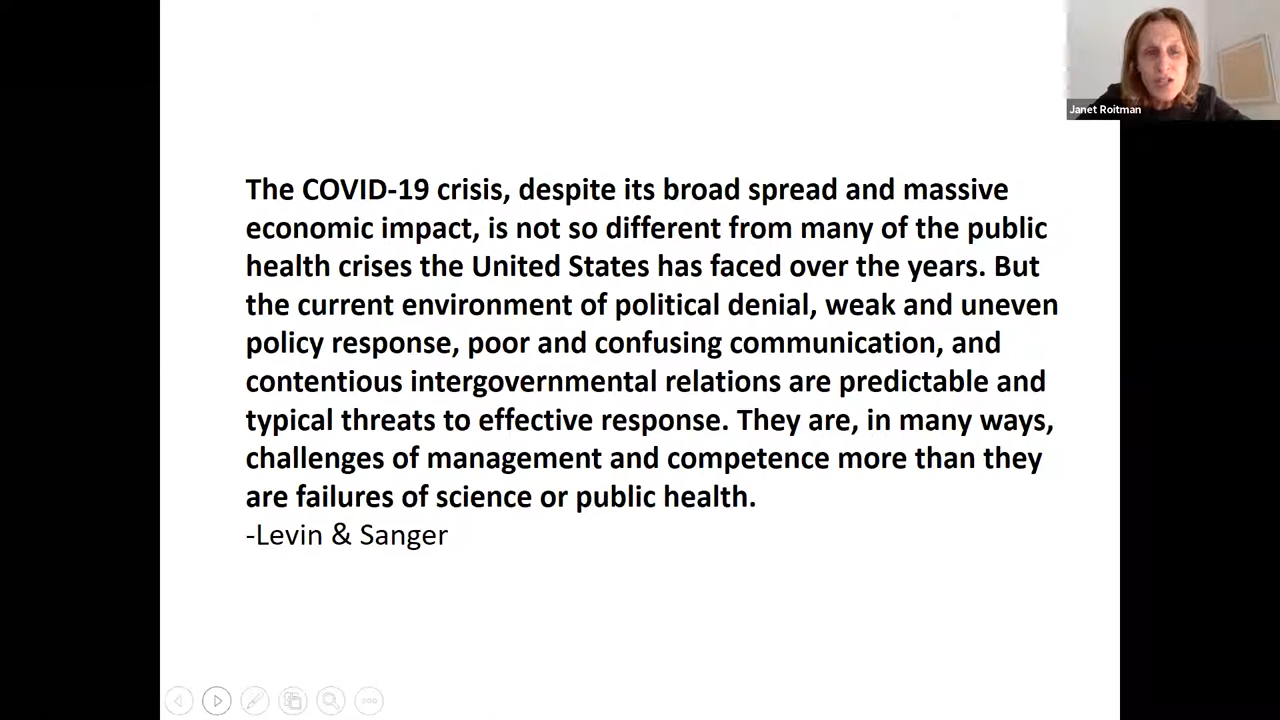 Janet Roitman
The COVID-19 crisis, despite its broad spread and massive
economic impact, is not so different from many of the public
health crises the United States has faced over the years. But
the current environment of political denial, weak and uneven
policy response, poor and confusing communication, and
contentious intergovernmental relations are predictable and
typical threats to effective response. They are, in many ways,
challenges of management and competence more than they
are failures of science or public health.
-Levin & Sanger